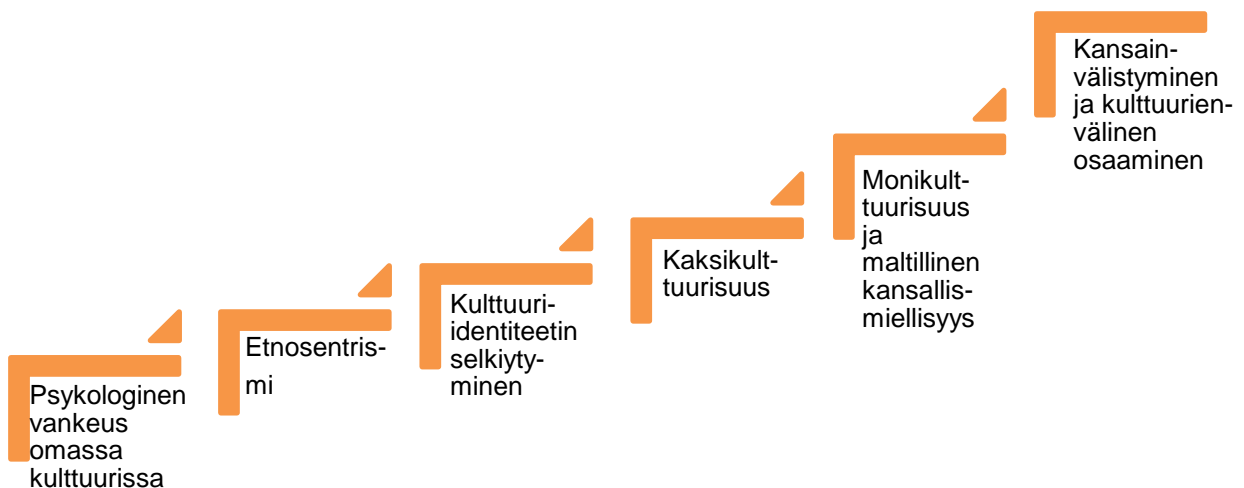 Psykologinen
vankeus
omassa
kulttuurissa
Etnosentris-
mi
Kulttuuri-
identiteetin
selkiyty-
minen
Kaksikult-
tuurisuus
Monikult-
tuurisuus
ja
maltillinen
kansallis-
miellisyys
Kansain-
välistyminen
ja kulttuurien-
välinen
osaaminen